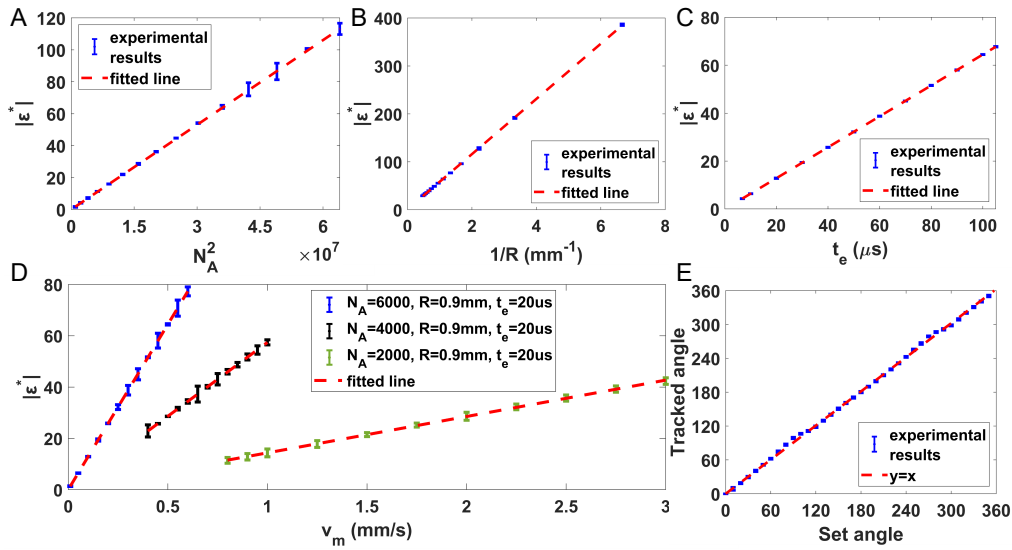 A
120
100
80
60
40
20
0
|ε*|
experimental
results
fitted line
0
1.5
3
4.5
6
N_A^2
×10^7
B
400
300
200
100
0
|ε*|
experimental
results
fitted line
0
2
4
6
8
1/R (mm^-1)
C
80
60
40
20
0
|ε*|
experimental
results
fitted line
0
20
40
60
80
100
t_e (μs)
D
80
60
40
20
0
|ε*|
N_A=6000, R=0.9mm, t_e=20us
N_A=4000, R=0.9mm, t_e=20us
N_A=2000, R=0.9mm, t_e=20us
fitted line
0
0.5
1
1.5
2
2.5
3
v_m (mm/s)
E
360
300
240
180
120
60
0
Tracked angle
experimental
results
y=x
0
60
120
180
240
300
360
Set angle